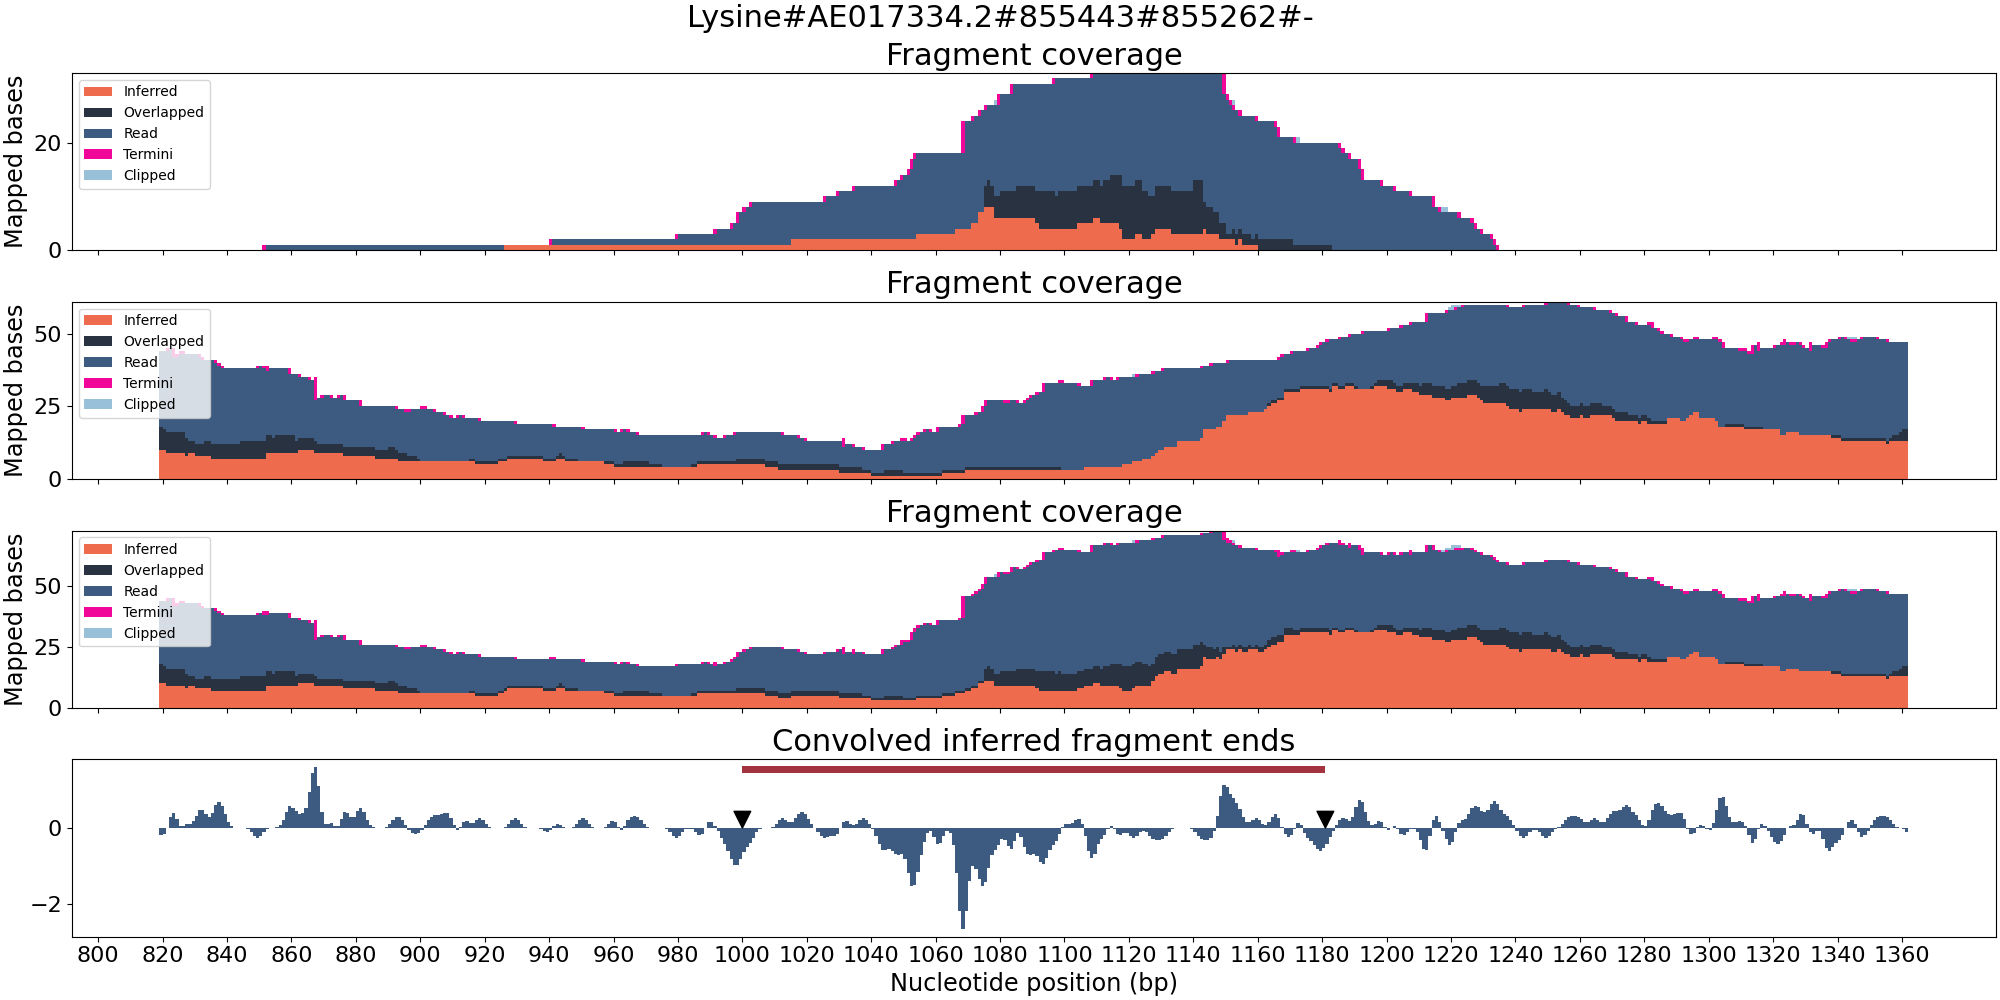 Lysine#AE017334.2#855443#855262#-
Fragment coverage
Mapped bases
20
0
Inferred
Overlapped
Read
Termini
Clipped
Fragment coverage
Mapped bases
50
25
0
Inferred
Overlapped
Read
Termini
Clipped
Fragment coverage
Mapped bases
50
25
0
Inferred
Overlapped
Read
Termini
Clipped
Convolved inferred fragment ends
0
−2
800 820 840 860 880 900 920 940 960 980 1000 1020 1040 1060 1080 1100 1120 1140 1160 1180 1200 1220 1240 1260 1280 1300 1320 1340 1360
Nucleotide position (bp)